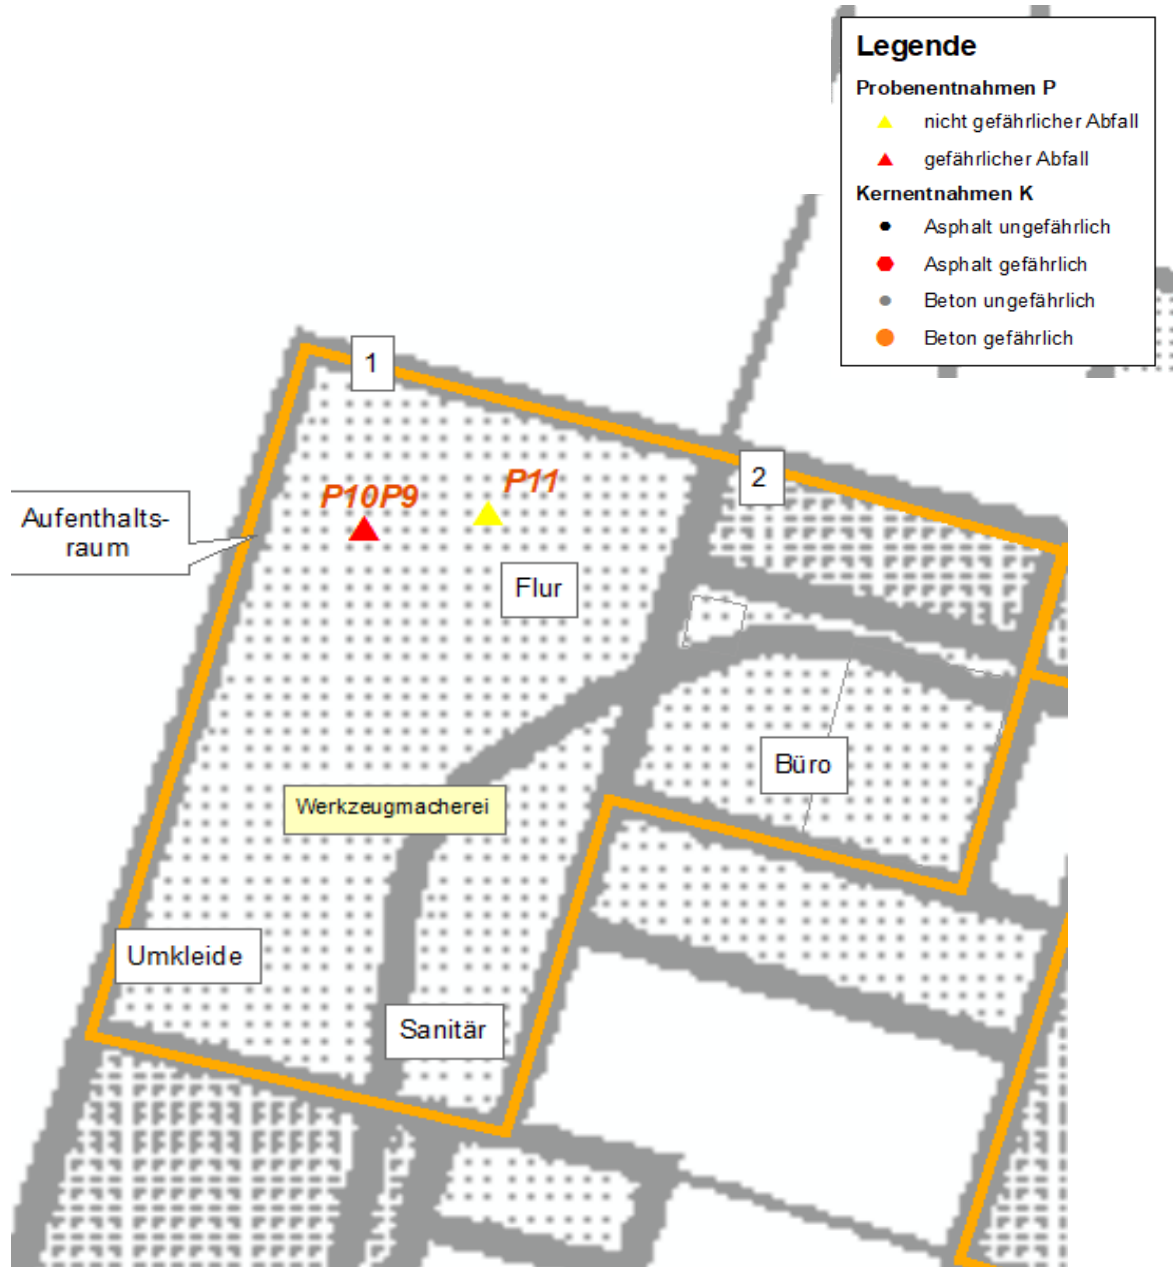 Legende
Probenentnahmen P
nicht gefährlicher Abfall
gefährlicher Abfall
Kernentnahmen K
Asphalt ungefährlich
Asphalt gefährlich
Beton ungefährlich
Beton gefährlich
1
2
P10P9
P11
Aufenthalts-
raum
Flur
Büro
Werkzeugmacherei
Umkleide
Sanitär